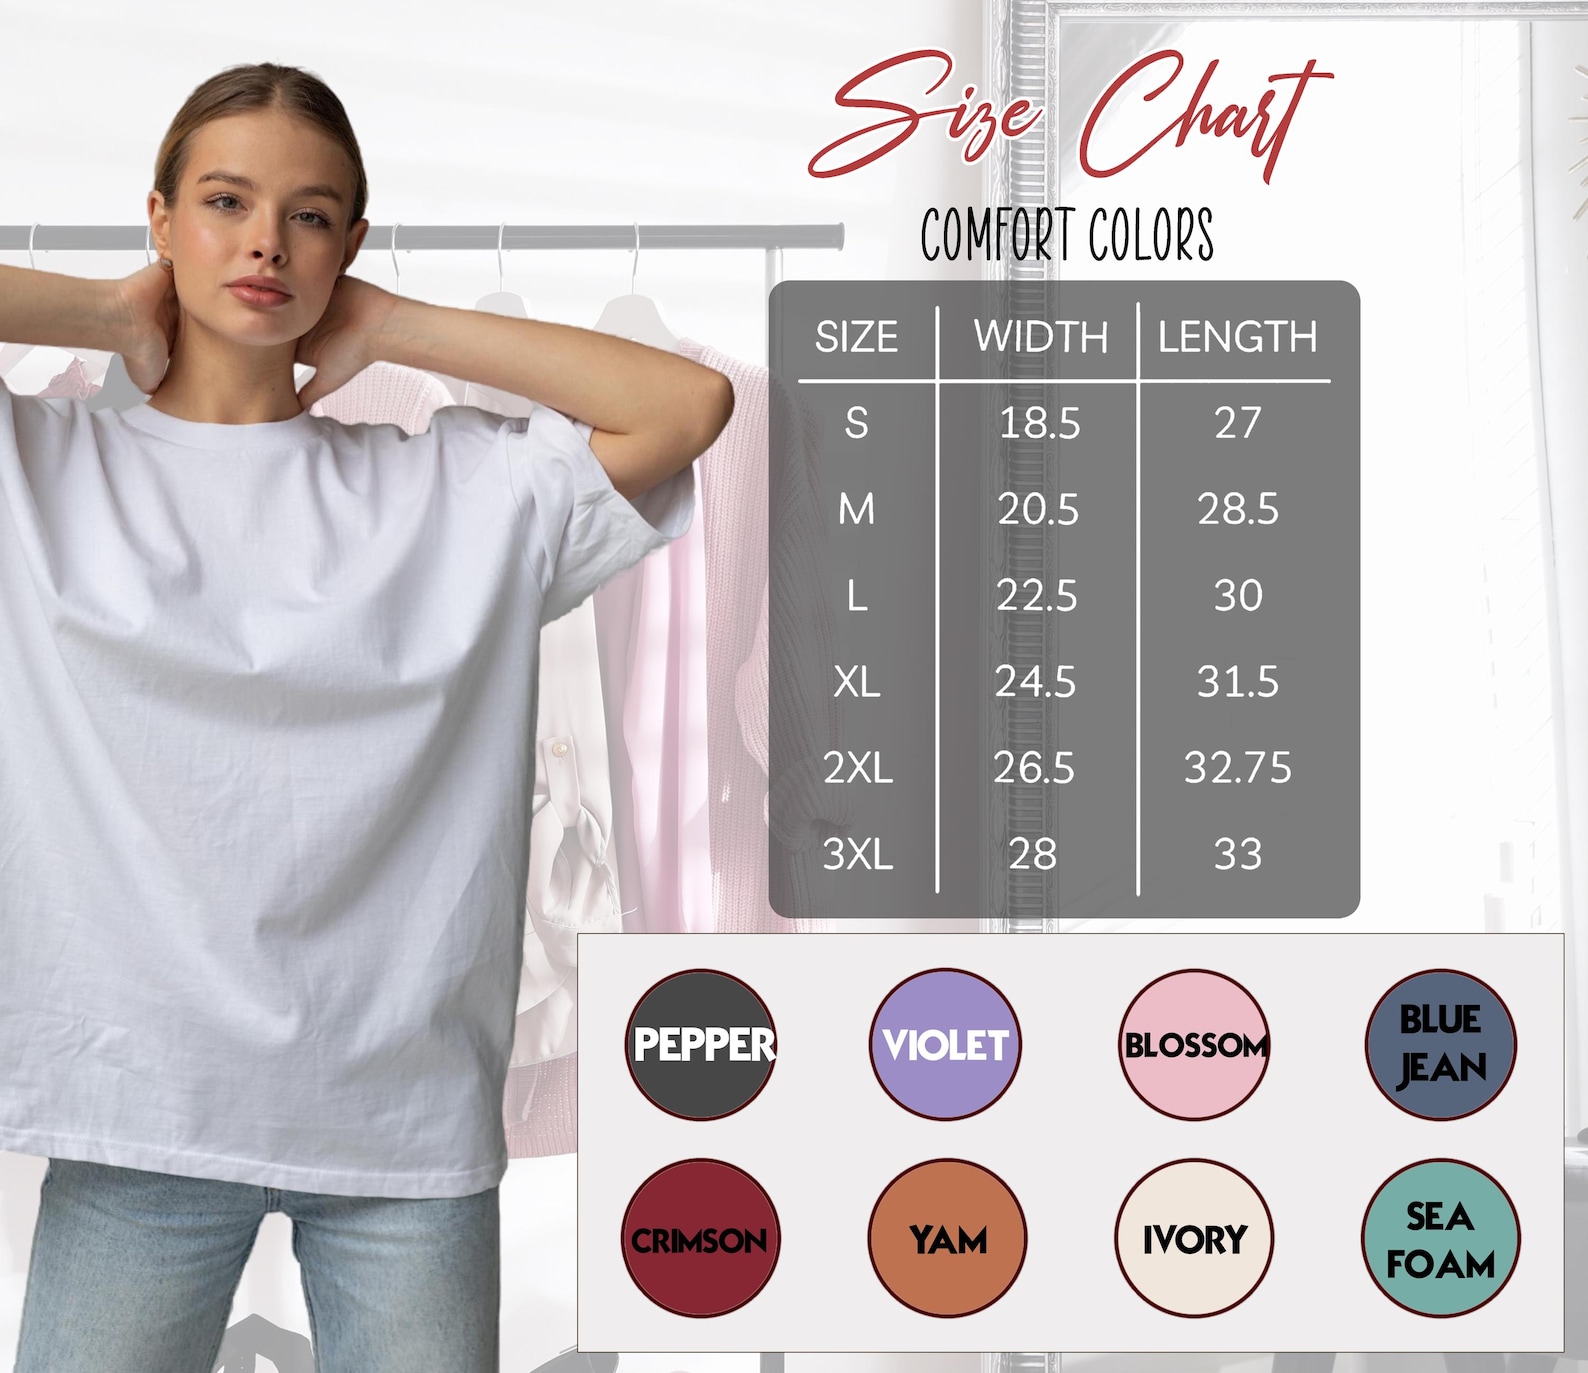 Size Chart
COMFORT COLORS
SIZE WIDTH LENGTH
S 18.5 27
M 20.5 28.5
L 22.5 30
XL 24.5 31.5
2XL 26.5 32.75
3XL 28 33
PEPPER VIOLET BLOSSOM BLUE JEAN
CRIMSON YAM IVORY SEA FOAM